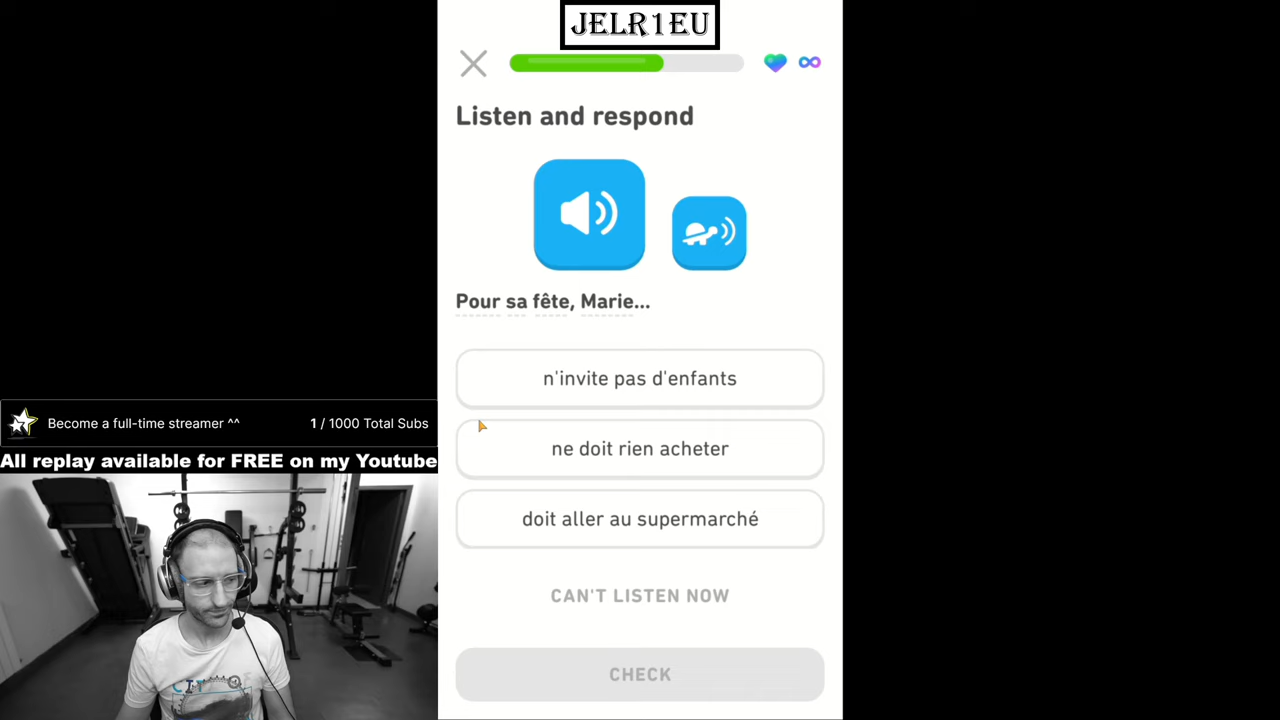 JELR1EU
Listen and respond
Pour sa fête, Marie...
n'invite pas d'enfants
ne doit rien acheter
doit aller au supermarché
CAN'T LISTEN NOW
CHECK
Become a full-time streamer ^^ 1 / 1000 Total Subs
All replay available for FREE on my Youtube